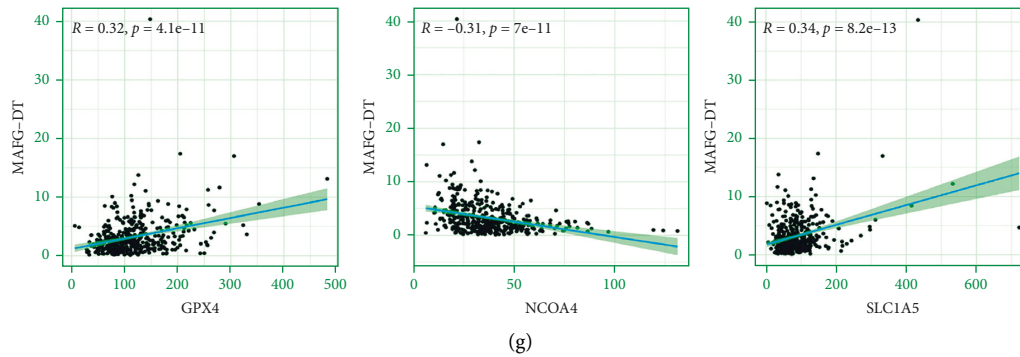 R = 0.32, p = 4.1e–11
MAFG–DT
40
30
20
10
0
0 100 200 300 400 500
GPX4
R = –0.31, p = 7e–11
MAFG–DT
40
30
20
10
0
0 50 100
NCOA4
R = 0.34, p = 8.2e–13
MAFG–DT
40
30
20
10
0
0 200 400 600
SLC1A5
(g)